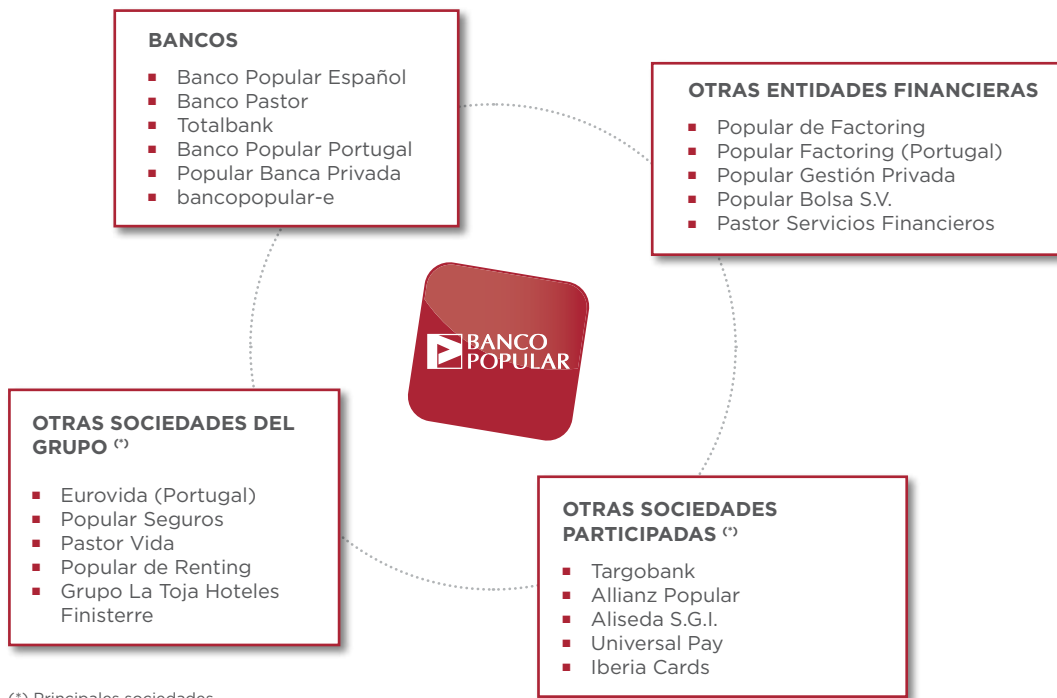 BANCOS
▪ Banco Popular Español
▪ Banco Pastor
▪ Totalbank
▪ Banco Popular Portugal
▪ Popular Banca Privada
▪ bancopopular-e
OTRAS ENTIDADES FINANCIERAS
▪ Popular de Factoring
▪ Popular Factoring (Portugal)
▪ Popular Gestión Privada
▪ Popular Bolsa S.V.
▪ Pastor Servicios Financieros
BANCO
POPULAR
OTRAS SOCIEDADES DEL
GRUPO (*)
▪ Eurovida (Portugal)
▪ Popular Seguros
▪ Pastor Vida
▪ Popular de Renting
▪ Grupo La Toja Hoteles
Finisterre
OTRAS SOCIEDADES
PARTICIPADAS (*)
▪ Targobank
▪ Allianz Popular
▪ Aliseda S.G.I.
▪ Universal Pay
▪ Iberia Cards
(*) Principales sociedades